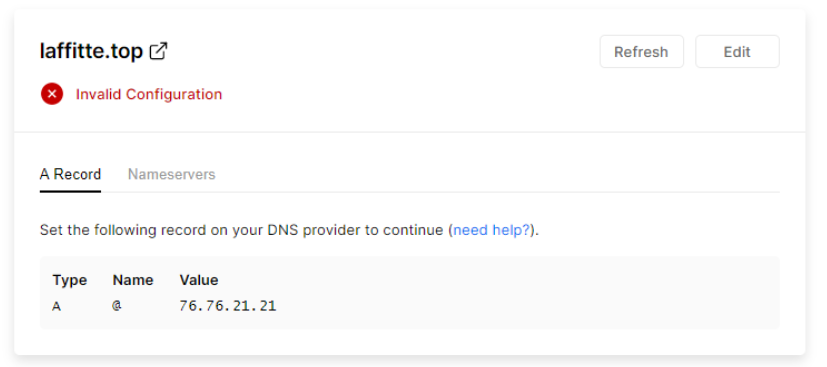 laffitte.top
Refresh
Edit
Invalid Configuration
A Record
Nameservers
Set the following record on your DNS provider to continue (need help?).
Type Name Value
A @ 76.76.21.21